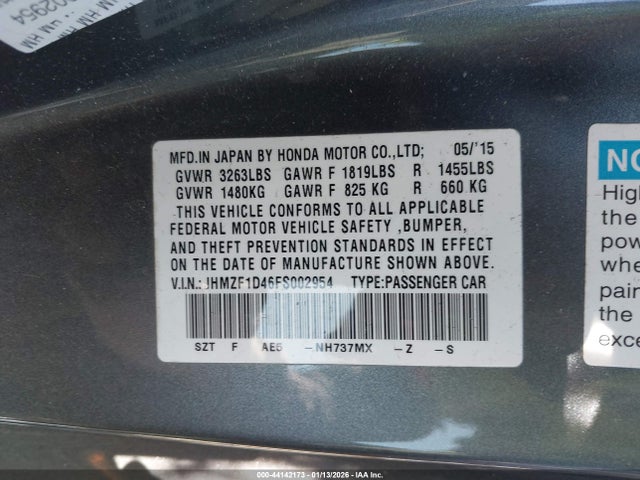 02954
MFD.IN JAPAN BY HONDA MOTOR CO.,LTD; 05/'15
GVWR 3263LBS GAWR F 1819LBS R 1455LBS
GVWR 1480KG GAWR F 825 KG R 660 KG
THIS VEHICLE CONFORMS TO ALL APPLICABLE
FEDERAL MOTOR VEHICLE SAFETY ,BUMPER,
AND THEFT PREVENTION STANDARDS IN EFFECT
ON THE DATE OF MANUFACTURE SHOWN ABOVE.
V.I.N.: JHMZF1D46FS002954 TYPE:PASSENGER CAR
SZT F AE5 -NH737MX -Z -S
NO
High
the
pow
whe
pain
the
exce
000-44142173 - 01/13/2026 - IAA Inc.